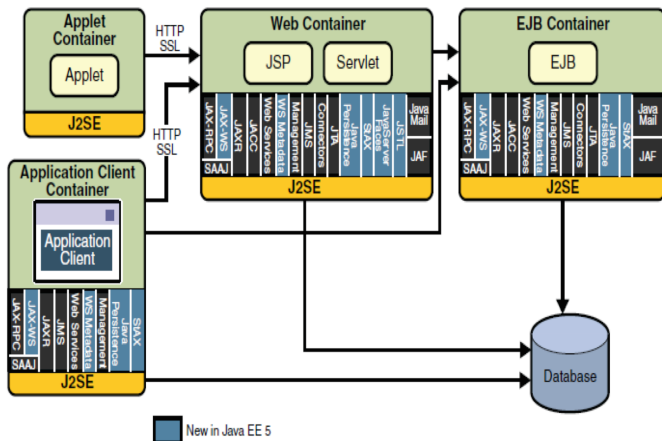 Applet
Container
Applet
J2SE
HTTP
SSL
HTTP
SSL
Web Container
JSP
Servlet
JAX-RPC
JAX-WS
SAAJ
JAXR
JACC
Web Services
WS Metadata
Management
JMS
Connectors
JTA
Java
Persistence
StAX
JavaServer
Faces
JSTL
Java
Mail
JAF
J2SE
EJB Container
EJB
JAX-RPC
JAX-WS
SAAJ
JAXR
JACC
Web Services
WS Metadata
Management
JMS
Connectors
JTA
Java
Persistence
StAX
Java
Mail
JAF
J2SE
Application Client
Container
Application
Client
JAX-RPC
JAX-WS
SAAJ
JAXR
JMS
Web Services
WS Metadata
Management
Java
Persistence
StAX
J2SE
Database
New in Java EE 5